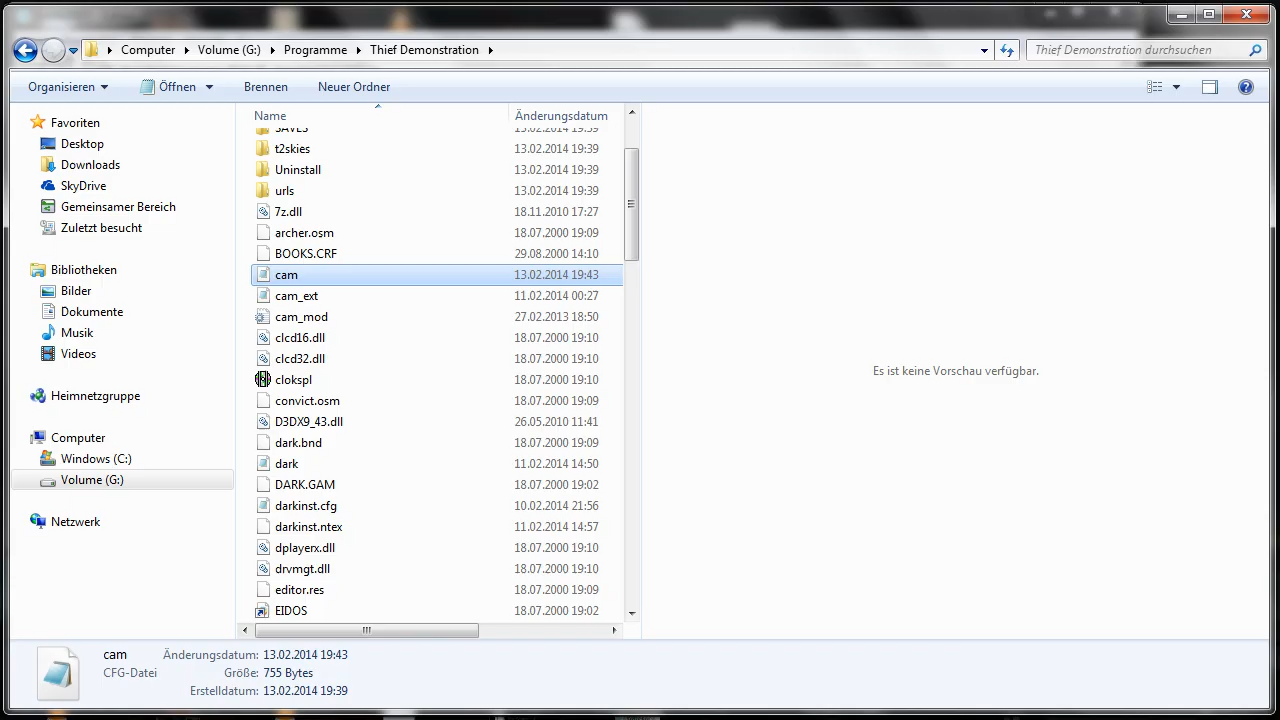 Computer Volume (G:) Programme Thief Demonstration
Thief Demonstration durchsuchen
Organisieren Öffnen Brennen Neuer Ordner
Favoriten
Desktop
Downloads
SkyDrive
Gemeinsamer Bereich
Zuletzt besucht
Bibliotheken
Bilder
Dokumente
Musik
Videos
Heimnetzgruppe
Computer
Windows (C:)
Volume (G:)
Netzwerk
Name Änderungsdatum
SAVES 13.02.2014 19:39
t2skies 13.02.2014 19:39
Uninstall 13.02.2014 19:39
urls 13.02.2014 19:39
7z.dll 18.11.2010 17:27
archer.osm 18.07.2000 19:09
BOOKS.CRF 29.08.2000 14:10
cam 13.02.2014 19:43
cam_ext 11.02.2014 00:27
cam_mod 27.02.2013 18:50
clcd16.dll 18.07.2000 19:10
clcd32.dll 18.07.2000 19:10
clokspl 18.07.2000 19:10
convict.osm 18.07.2000 19:09
D3DX9_43.dll 26.05.2010 11:41
dark.bnd 18.07.2000 19:09
dark 11.02.2014 14:50
DARK.GAM 18.07.2000 19:02
darkinst.cfg 10.02.2014 21:56
darkinst.ntex 11.02.2014 14:57
dplayerx.dll 18.07.2000 19:10
drvmgt.dll 18.07.2000 19:10
editor.res 18.07.2000 19:09
EIDOS 18.07.2000 19:02
Es ist keine Vorschau verfügbar.
cam Änderungsdatum: 13.02.2014 19:43
CFG-Datei Größe: 755 Bytes
Erstelldatum: 13.02.2014 19:39